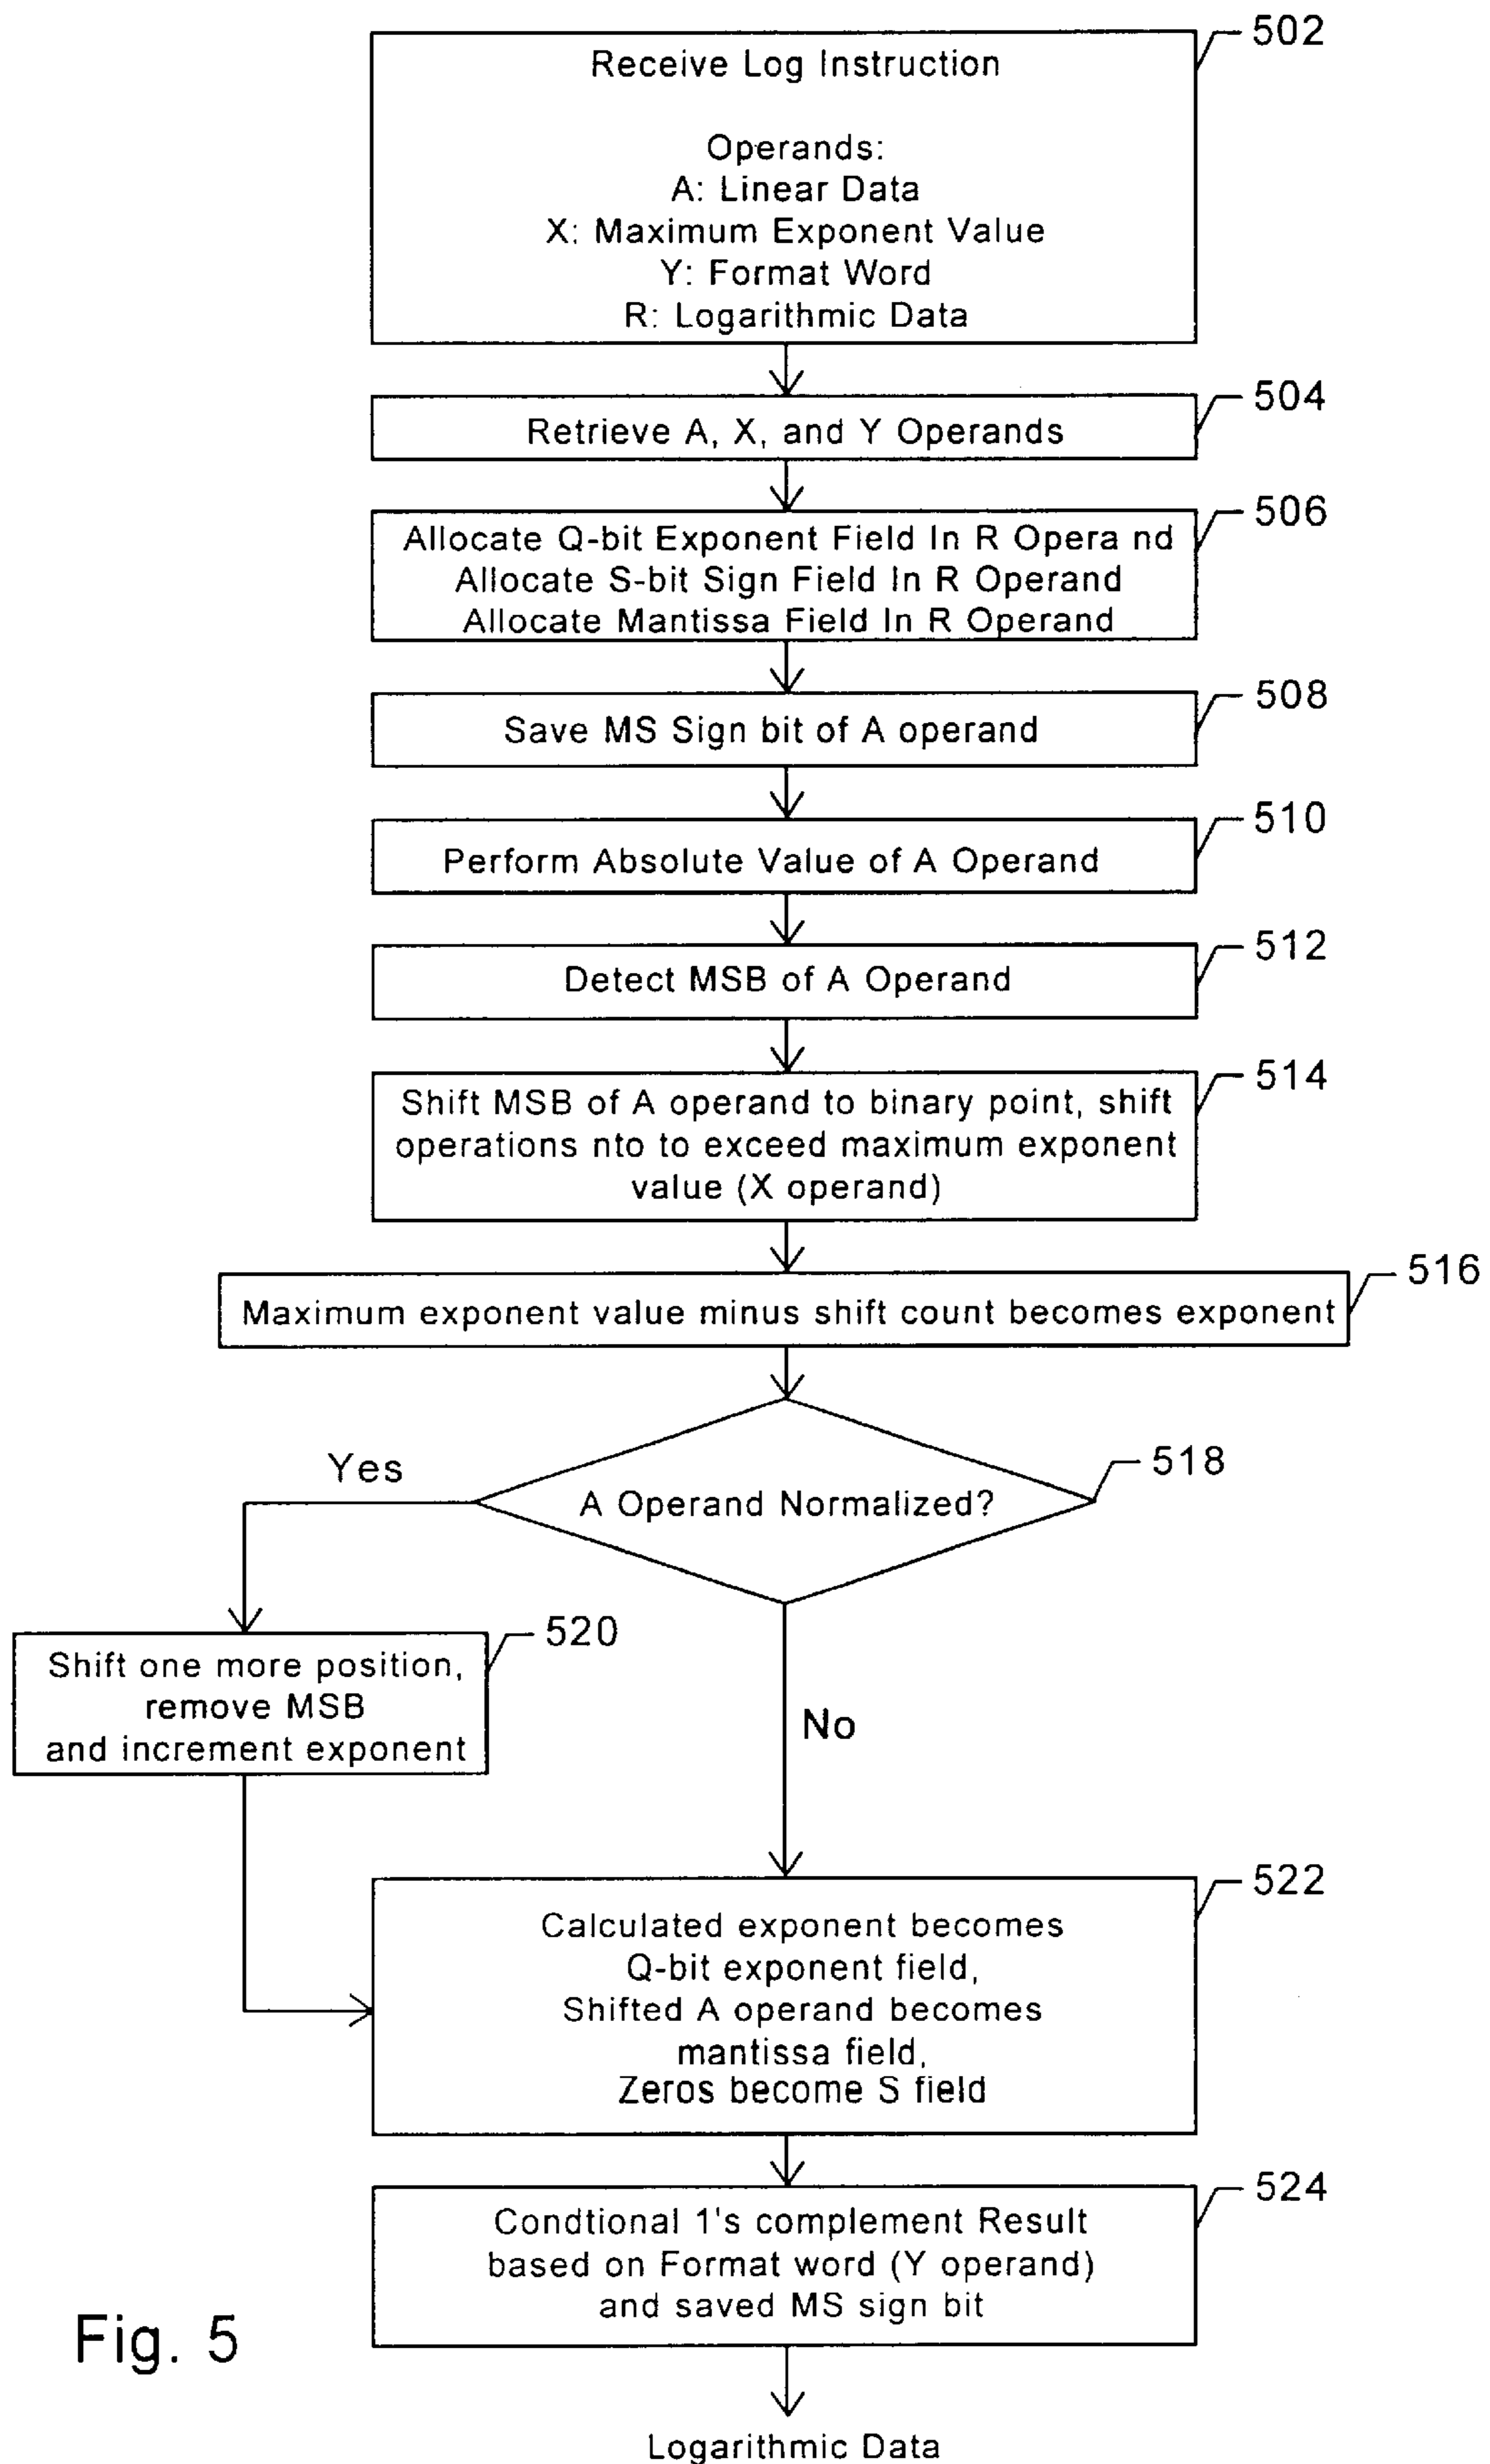 502
Receive Log Instruction
Operands:
A: Linear Data
X: Maximum Exponent Value
Y: Format Word
R: Logarithmic Data
504
Retrieve A, X, and Y Operands
506
Allocate Q-bit Exponent Field In R Opera nd
Allocate S-bit Sign Field In R Operand
Allocate Mantissa Field In R Operand
508
Save MS Sign bit of A operand
510
Perform Absolute Value of A Operand
512
Detect MSB of A Operand
514
Shift MSB of A operand to binary point, shift
operations nto to exceed maximum exponent
value (X operand)
516
Maximum exponent value minus shift count becomes exponent
518
Yes
A Operand Normalized?
520
Shift one more position,
remove MSB
and increment exponent
No
522
Calculated exponent becomes
Q-bit exponent field,
Shifted A operand becomes
mantissa field,
Zeros become S field
524
Condtional 1's complement Result
based on Format word (Y operand)
and saved MS sign bit
Fig. 5
Logarithmic Data